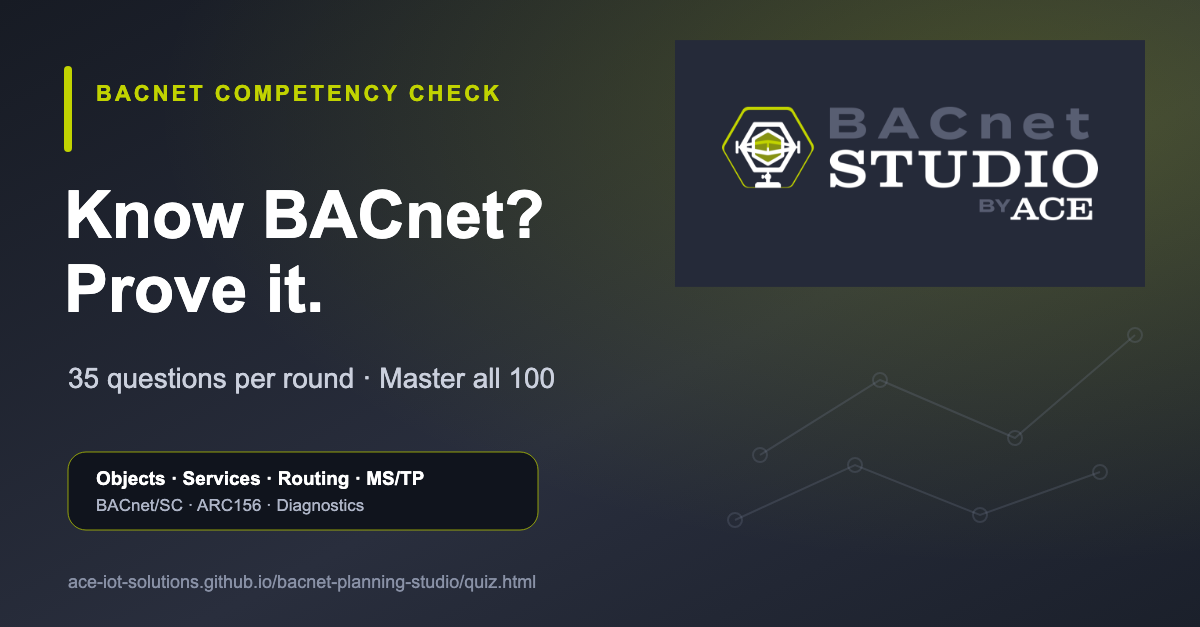 BACNET COMPETENCY CHECK
BACnet
STUDIO
BY ACE
Know BACnet?
Prove it.
35 questions per round · Master all 100
Objects · Services · Routing · MS/TP
BACnet/SC · ARC156 · Diagnostics
ace-iot-solutions.github.io/bacnet-planning-studio/quiz.html